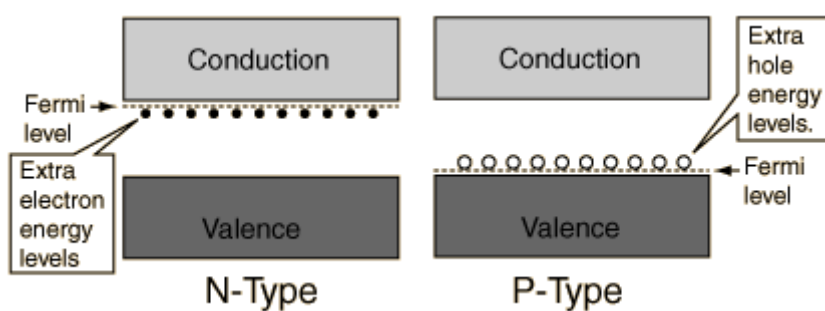 Conduction
Fermi
level
Extra
electron
energy
levels
Valence
N-Type
Conduction
Extra
hole
energy
levels.
Fermi
level
Valence
P-Type